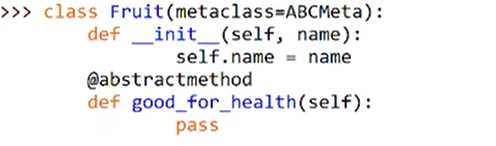 >>> class Fruit(metaclass=ABCMeta):
        def __init__(self, name):
                self.name = name
        @abstractmethod
        def good_for_health(self):
                pass